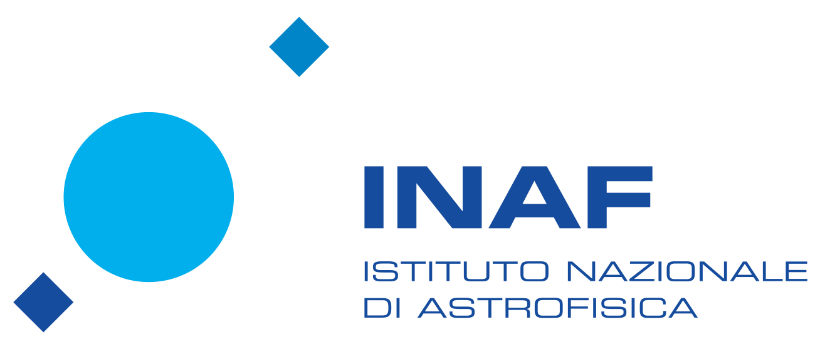 INAF
ISTITUTO NAZIONALE
DI ASTROFISICA